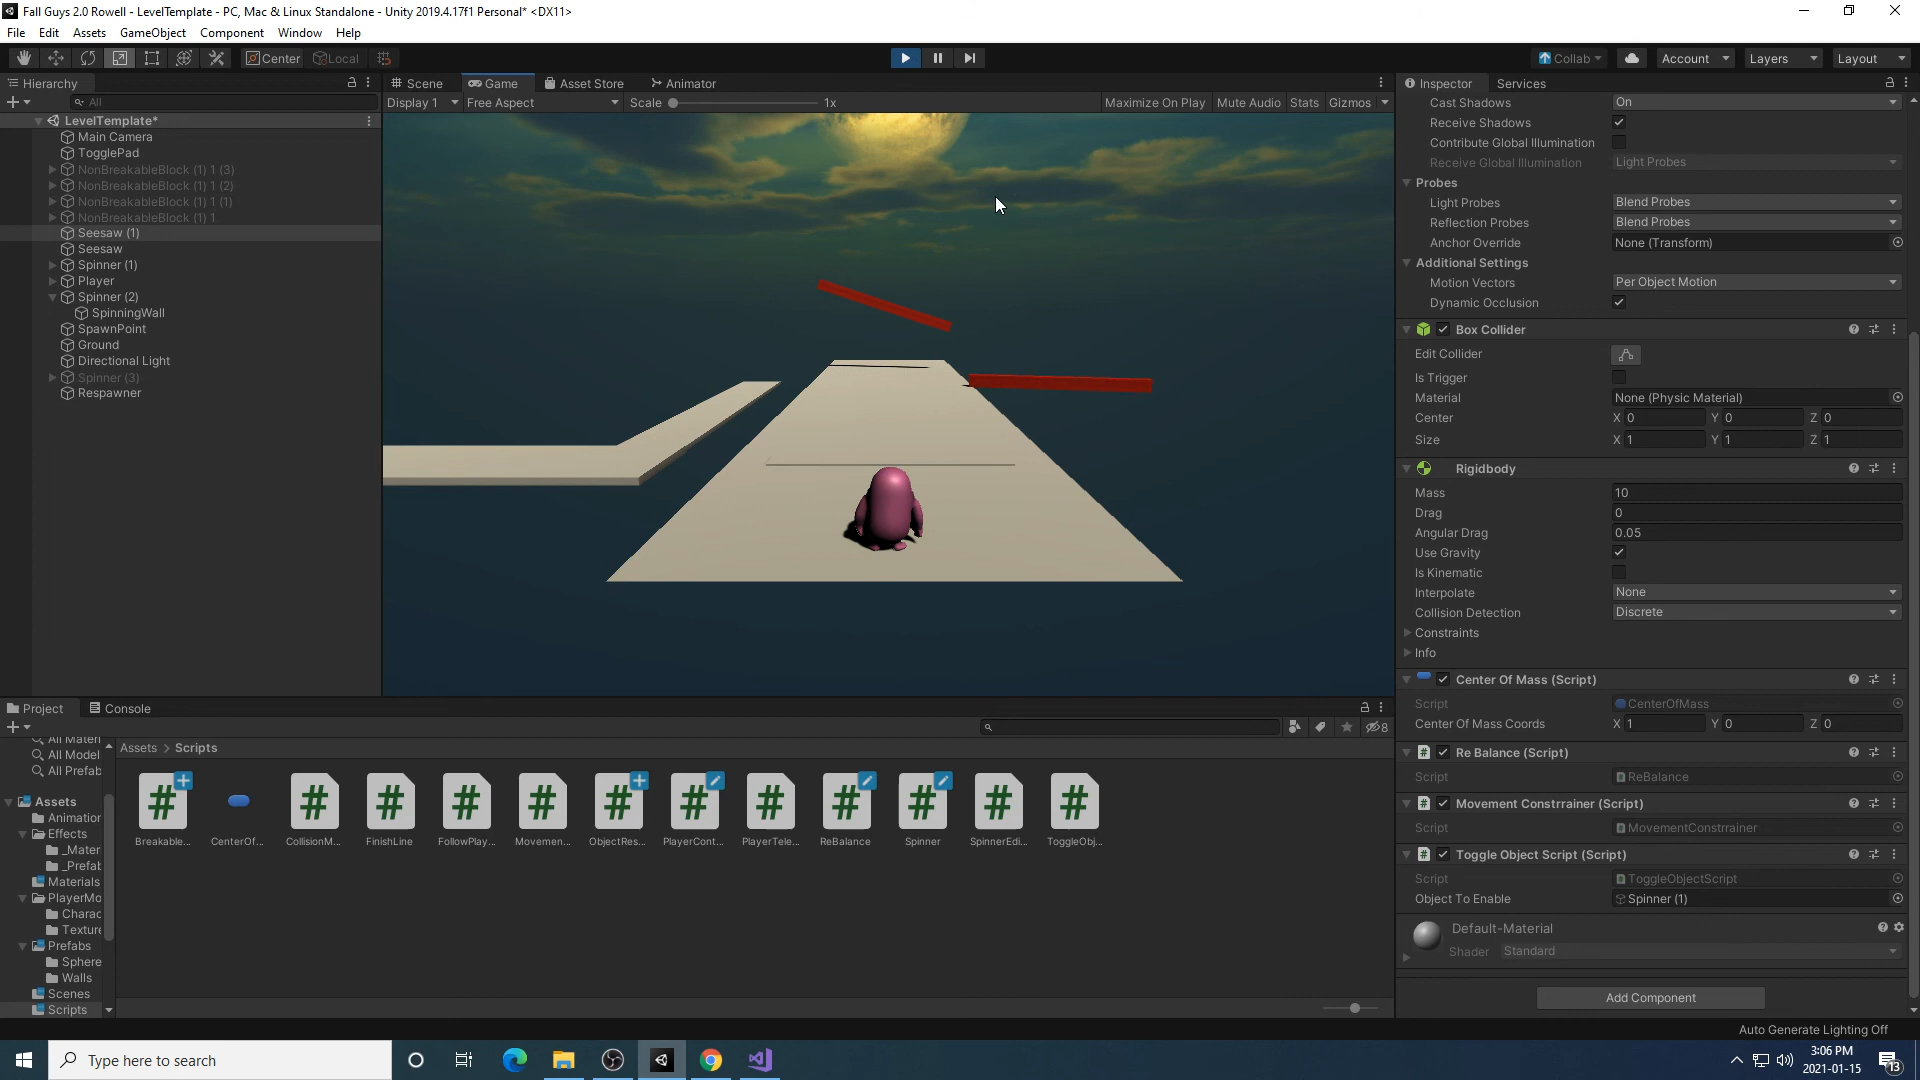 Fall Guys 2.0 Rowell - LevelTemplate - PC, Mac & Linux Standalone - Unity 2019.4.17f1 Personal* <DX11>
File Edit Assets GameObject Component Window Help
Center Local
Collab Account Layers Layout
Hierarchy
All
LevelTemplate*
Main Camera
TogglePad
NonBreakableBlock (1) 1 (3)
NonBreakableBlock (1) 1 (2)
NonBreakableBlock (1) 1 (1)
NonBreakableBlock (1) 1
Seesaw (1)
Seesaw
Spinner (1)
Player
Spinner (2)
SpinningWall
SpawnPoint
Ground
Directional Light
Spinner (3)
Respawner
Scene Game Asset Store Animator
Display 1 Free Aspect Scale 1x Maximize On Play Mute Audio Stats Gizmos
Inspector Services
Cast Shadows On
Receive Shadows
Contribute Global Illumination
Receive Global Illumination Light Probes
Probes
Light Probes Blend Probes
Reflection Probes Blend Probes
Anchor Override None (Transform)
Additional Settings
Motion Vectors Per Object Motion
Dynamic Occlusion
Box Collider
Edit Collider
Is Trigger
Material None (Physic Material)
Center X 0 Y 0 Z 0
Size X 1 Y 1 Z 1
Rigidbody
Mass 10
Drag 0
Angular Drag 0.05
Use Gravity
Is Kinematic
Interpolate None
Collision Detection Discrete
Constraints
Info
Center Of Mass (Script)
Script CenterOfMass
Center Of Mass Coords X 1 Y 0 Z 0
Re Balance (Script)
Script ReBalance
Movement Constrrainer (Script)
Script MovementConstrrainer
Toggle Object Script (Script)
Script ToggleObjectScript
Object To Enable Spinner (1)
Default-Material
Shader Standard
Add Component
Auto Generate Lighting Off
Project Console
8
All Materi
All Model
All Prefab
Assets
Animation
Effects
_Mater
_Prefab
Materials
PlayerMo
Charac
Texture
Prefabs
Sphere
Walls
Scenes
Scripts
Assets > Scripts
Breakable... CenterOf... CollisionM... FinishLine FollowPlay... Movemen... ObjectRes... PlayerCont... PlayerTele... ReBalance Spinner SpinnerEdi... ToggleObj...
Type here to search
3:06 PM
2021-01-15
13